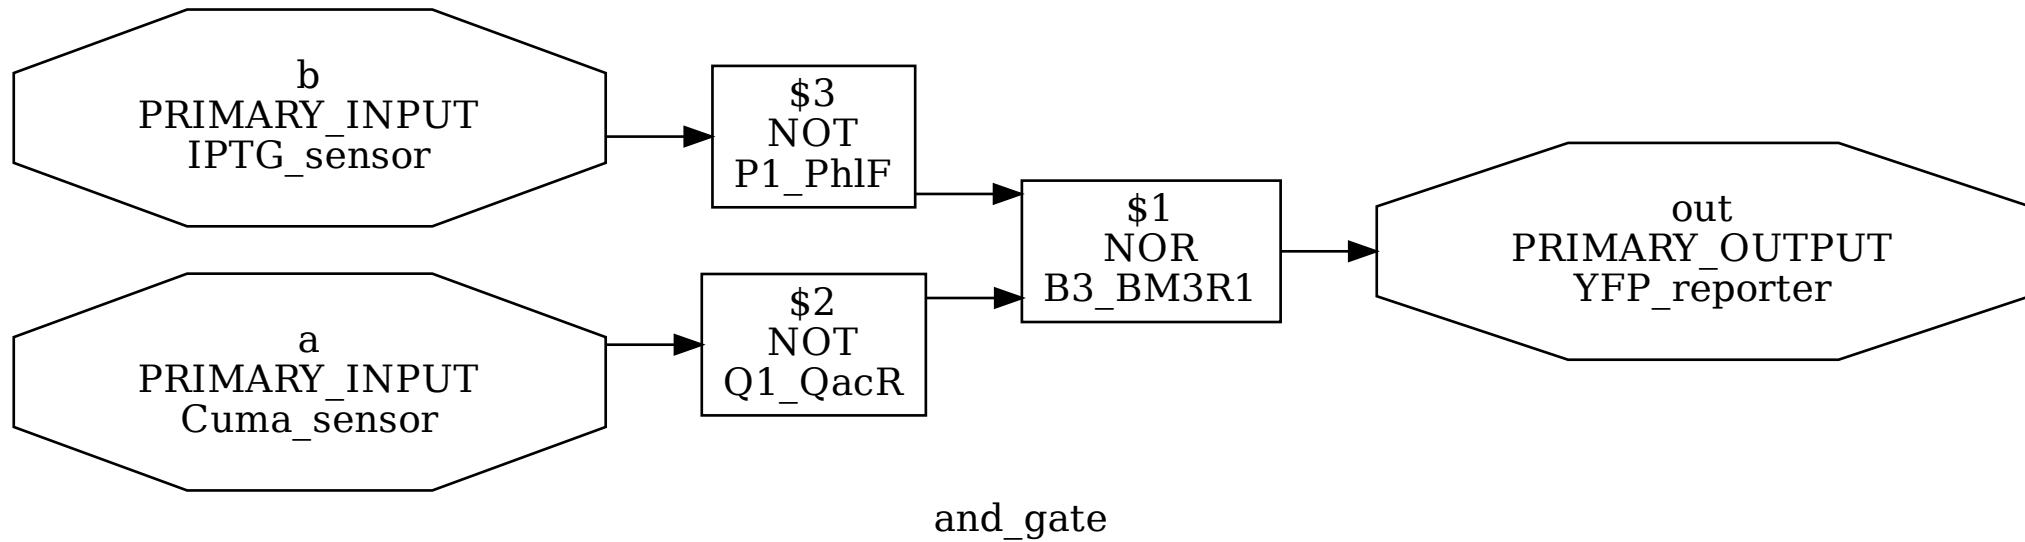 b
PRIMARY_INPUT
IPTG_sensor
$3
NOT
P1_PhlF
a
PRIMARY_INPUT
Cuma_sensor
$2
NOT
Q1_QacR
$1
NOR
B3_BM3R1
out
PRIMARY_OUTPUT
YFP_reporter
and_gate